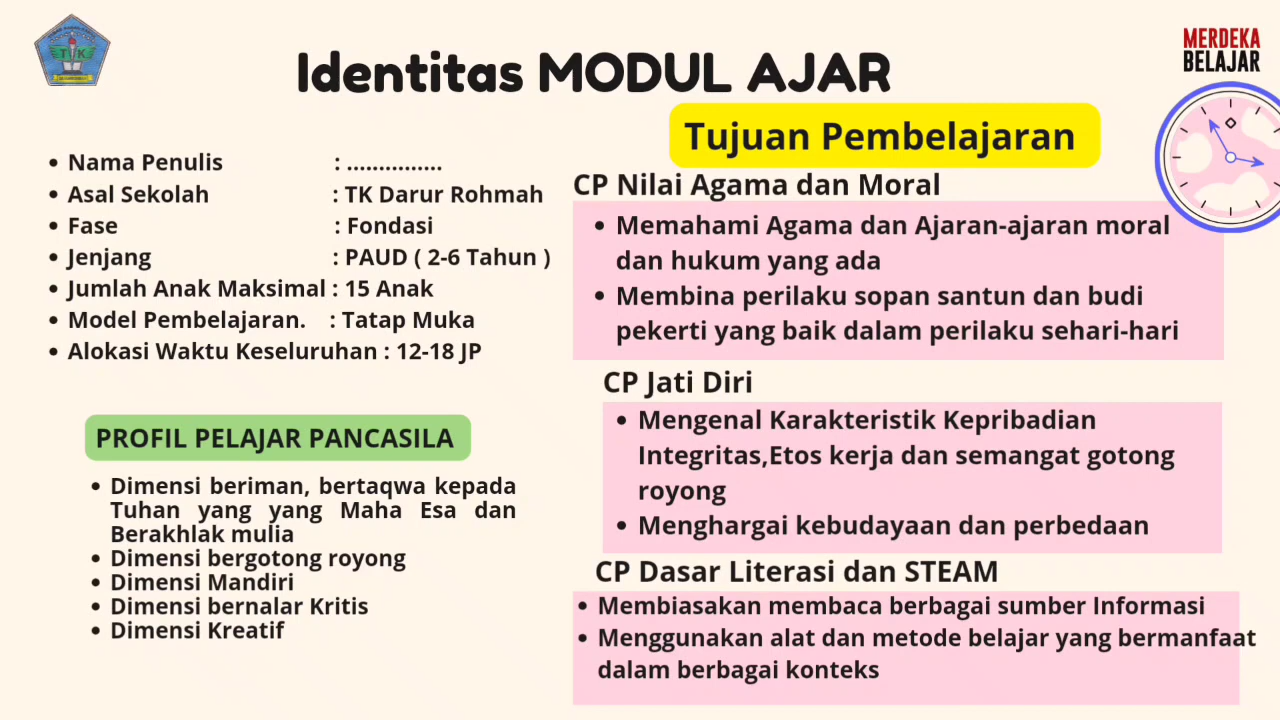 Identitas MODUL AJAR
MERDEKA
BELAJAR
TK
• Nama Penulis : ...............
• Asal Sekolah : TK Darur Rohmah
• Fase : Fondasi
• Jenjang : PAUD ( 2-6 Tahun )
• Jumlah Anak Maksimal : 15 Anak
• Model Pembelajaran. : Tatap Muka
• Alokasi Waktu Keseluruhan : 12-18 JP
PROFIL PELAJAR PANCASILA
• Dimensi beriman, bertaqwa kepada
Tuhan yang yang Maha Esa dan
Berakhlak mulia
• Dimensi bergotong royong
• Dimensi Mandiri
• Dimensi bernalar Kritis
• Dimensi Kreatif
Tujuan Pembelajaran
CP Nilai Agama dan Moral
• Memahami Agama dan Ajaran-ajaran moral
dan hukum yang ada
• Membina perilaku sopan santun dan budi
pekerti yang baik dalam perilaku sehari-hari
CP Jati Diri
• Mengenal Karakteristik Kepribadian
Integritas,Etos kerja dan semangat gotong
royong
• Menghargai kebudayaan dan perbedaan
CP Dasar Literasi dan STEAM
• Membiasakan membaca berbagai sumber Informasi
• Menggunakan alat dan metode belajar yang bermanfaat
dalam berbagai konteks